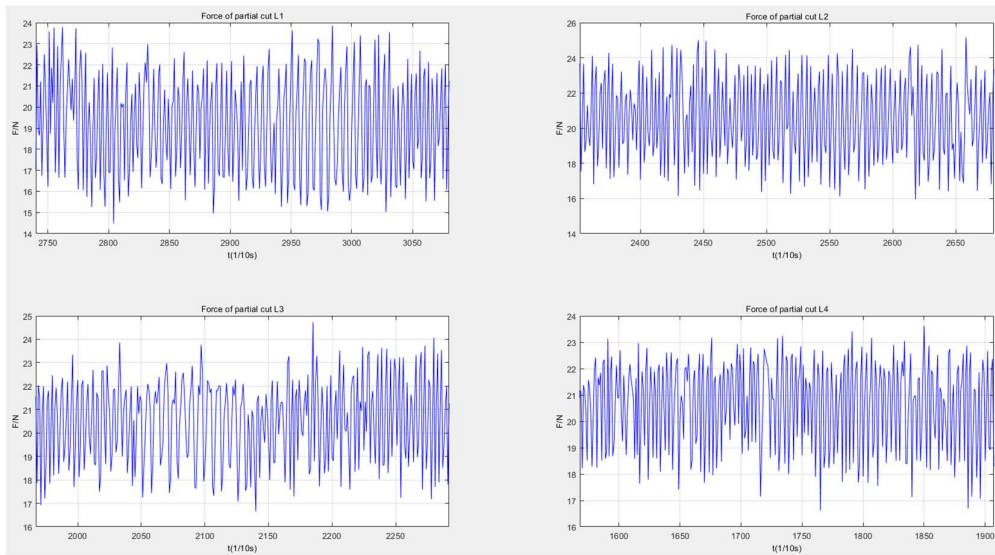 Force of partial cut L1
24
23
22
21
20
19
18
17
16
15
14
F/N
2750 2800 2850 2900 2950 3000 3050
t(1/10s)
Force of partial cut L2
26
24
22
20
18
16
14
F/N
2400 2450 2500 2550 2600 2650
t(1/10s)
Force of partial cut L3
25
24
23
22
21
20
19
18
17
16
F/N
2000 2050 2100 2150 2200 2250
t(1/10s)
Force of partial cut L4
24
23
22
21
20
19
18
17
16
F/N
1600 1650 1700 1750 1800 1850 1900
t(1/10s)